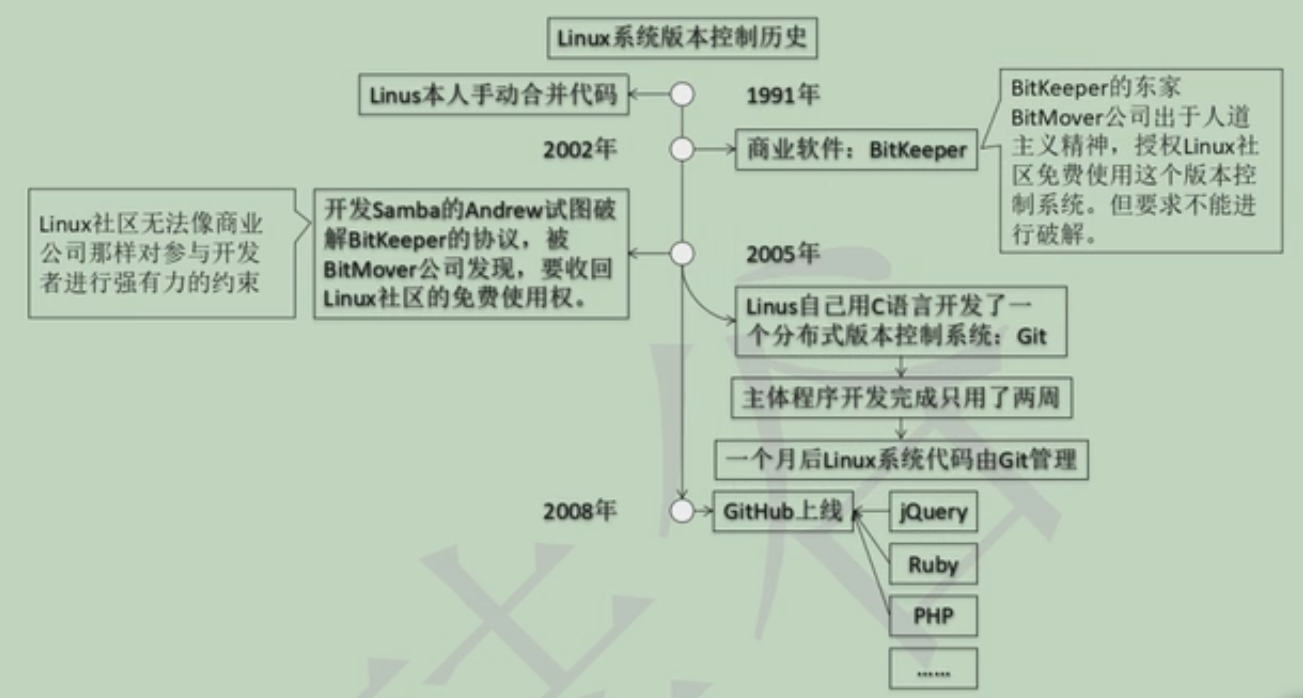 Linux系统版本控制历史
Linus本人手动合并代码
1991年
BitKeeper的东家
BitMover公司出于人道
主义精神，授权Linux社
区免费使用这个版本控
制系统。但要求不能进
行破解。
2002年
商业软件：BitKeeper
Linux社区无法像商业
公司那样对参与开发
者进行强有力的约束
开发Samba的Andrew试图破
解BitKeeper的协议，被
BitMover公司发现，要收回
Linux社区的免费使用权。
2005年
Linus自己用C语言开发了一
个分布式版本控制系统：Git
主体程序开发完成只用了两周
一个月后Linux系统代码由Git管理
2008年
GitHub上线
jQuery
Ruby
PHP
……